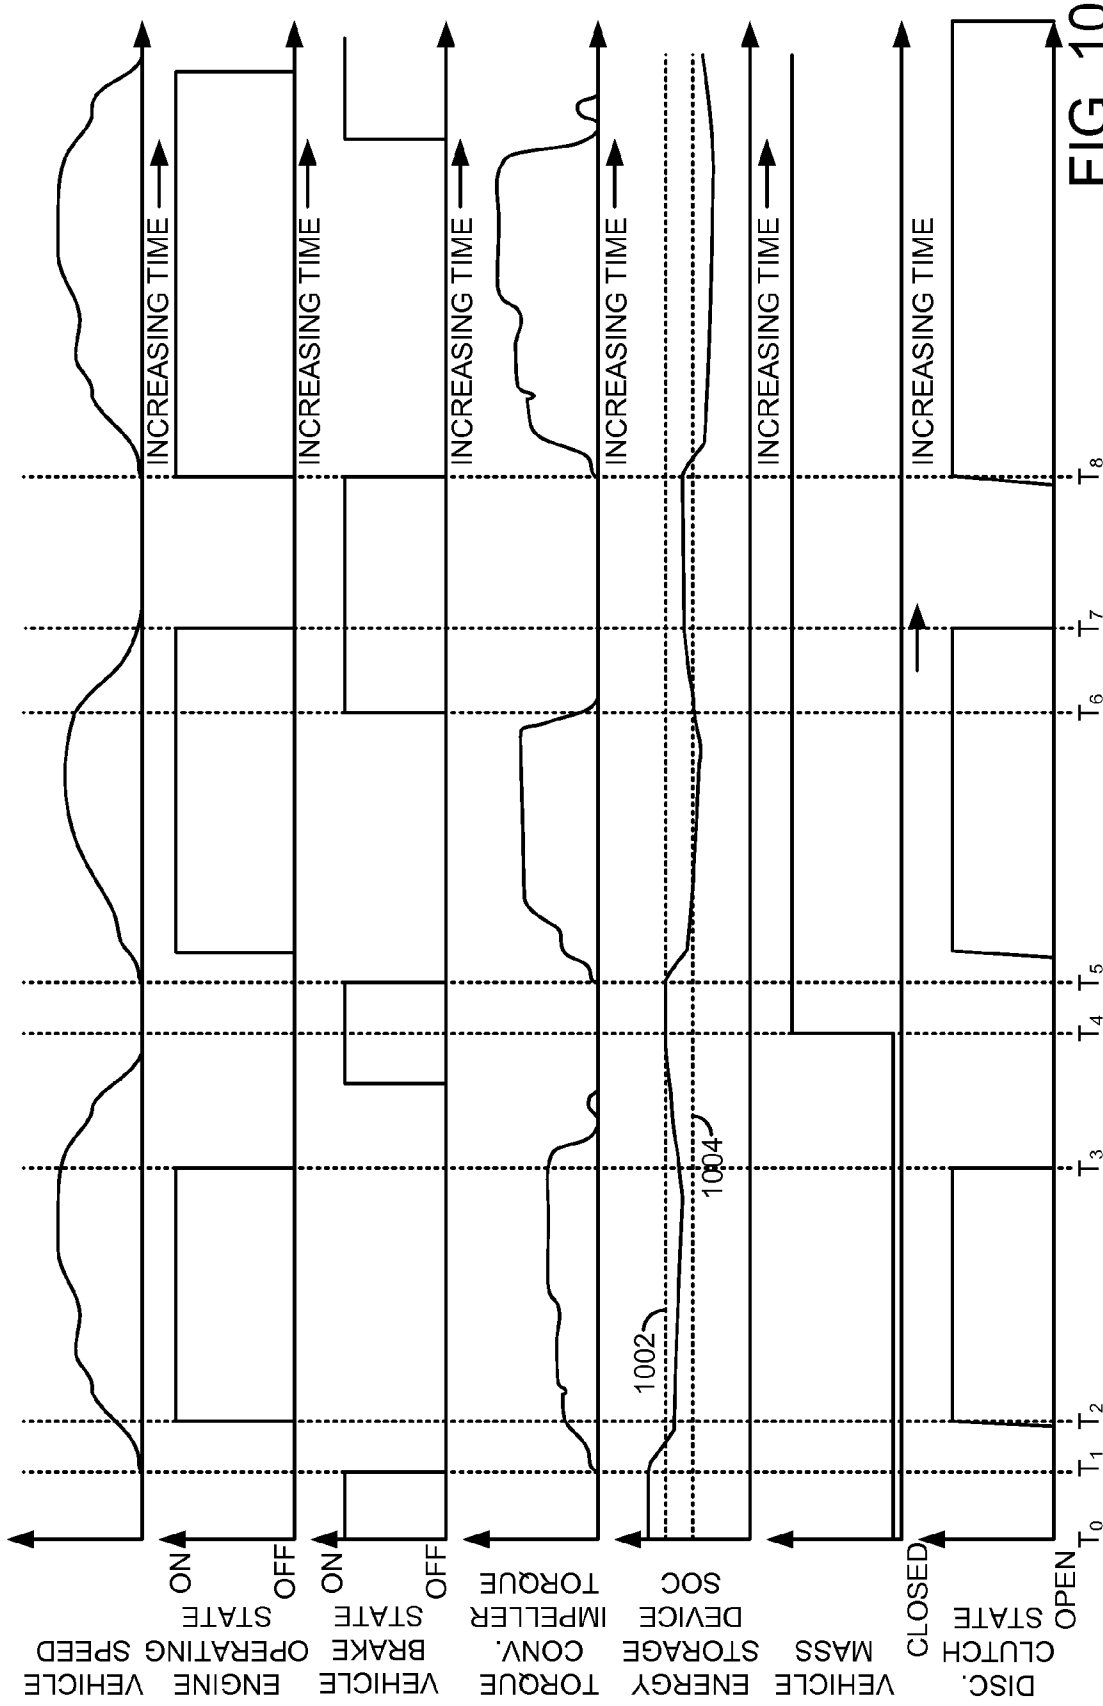 VEHICLE
SPEED
INCREASING TIME
ENGINE
OPERATING
STATE
ON
OFF
INCREASING TIME
VEHICLE
BRAKE
STATE
ON
OFF
INCREASING TIME
TORQUE
CONV.
IMPELLER
TORQUE
INCREASING TIME
ENERGY
STORAGE
DEVICE
SOC
1002
1004
INCREASING TIME
VEHICLE
MASS
INCREASING TIME
DISC.
CLUTCH
STATE
CLOSED
OPEN
T0 T1 T2 T3 T4 T5 T6 T7 T8
FIG. 10